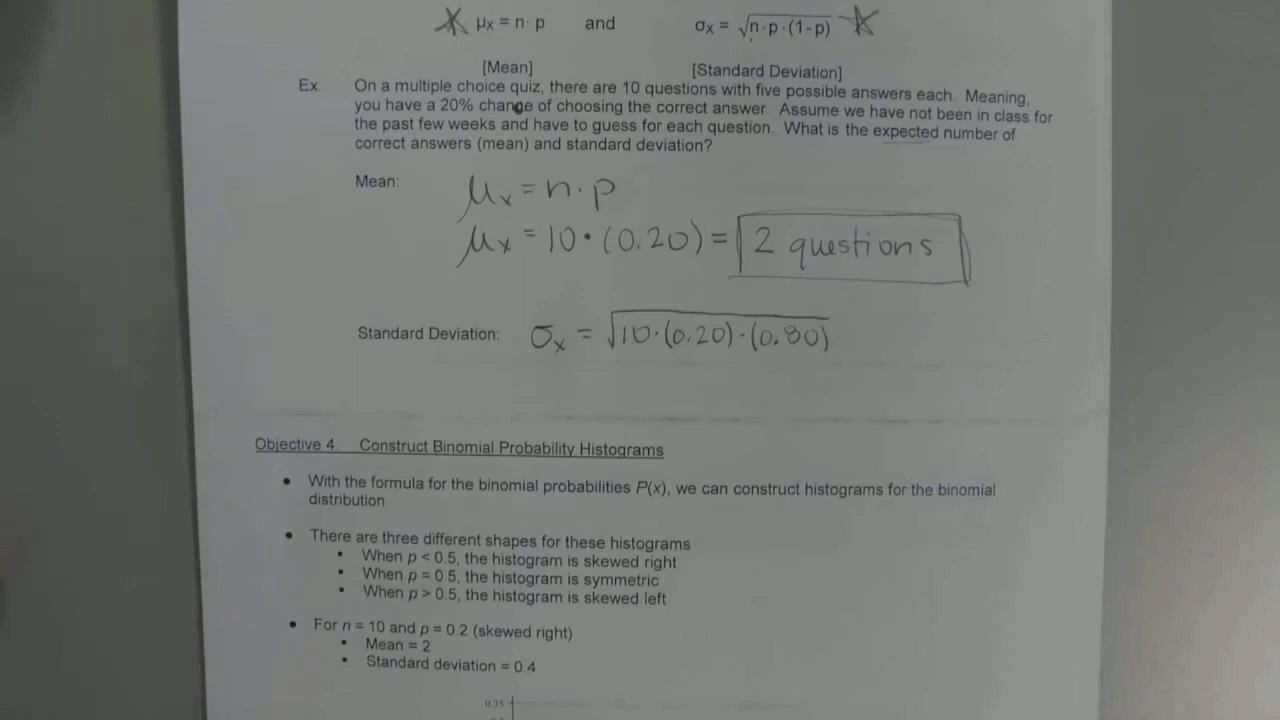 μx = n· p and σx = √n·p·(1-p)
[Mean] [Standard Deviation]
Ex On a multiple choice quiz, there are 10 questions with five possible answers each. Meaning,
you have a 20% chance of choosing the correct answer. Assume we have not been in class for
the past few weeks and have to guess for each question. What is the expected number of
correct answers (mean) and standard deviation?
Mean: μx = n·p
μx = 10·(0.20) = 2 questions
Standard Deviation: σx = √10·(0.20)·(0.80)
Objective 4 Construct Binomial Probability Histograms
• With the formula for the binomial probabilities P(x), we can construct histograms for the binomial
distribution
• There are three different shapes for these histograms
• When p < 0.5, the histogram is skewed right
• When p = 0.5, the histogram is symmetric
• When p > 0.5, the histogram is skewed left
• For n = 10 and p = 0.2 (skewed right)
• Mean = 2
• Standard deviation = 0.4
0.35